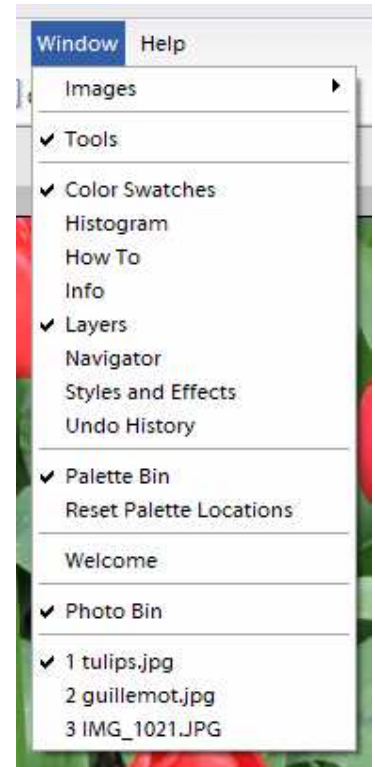 Window Help
Images
Tools
Color Swatches
Histogram
How To
Info
Layers
Navigator
Styles and Effects
Undo History
Palette Bin
Reset Palette Locations
Welcome
Photo Bin
1 tulips.jpg
2 guillemot.jpg
3 IMG_1021.JPG